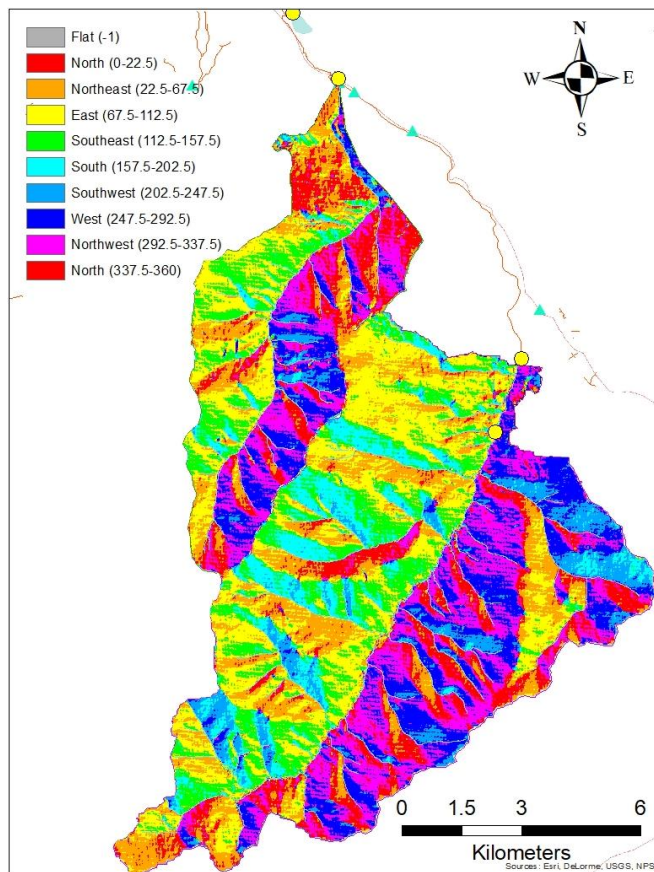 Flat (-1)
North (0-22.5)
Northeast (22.5-67.5)
East (67.5-112.5)
Southeast (112.5-157.5)
South (157.5-202.5)
Southwest (202.5-247.5)
West (247.5-292.5)
Northwest (292.5-337.5)
North (337.5-360)
N
W E
S
0 1.5 3 6
Kilometers
Sources: Esri, DeLorme, USGS, NPS